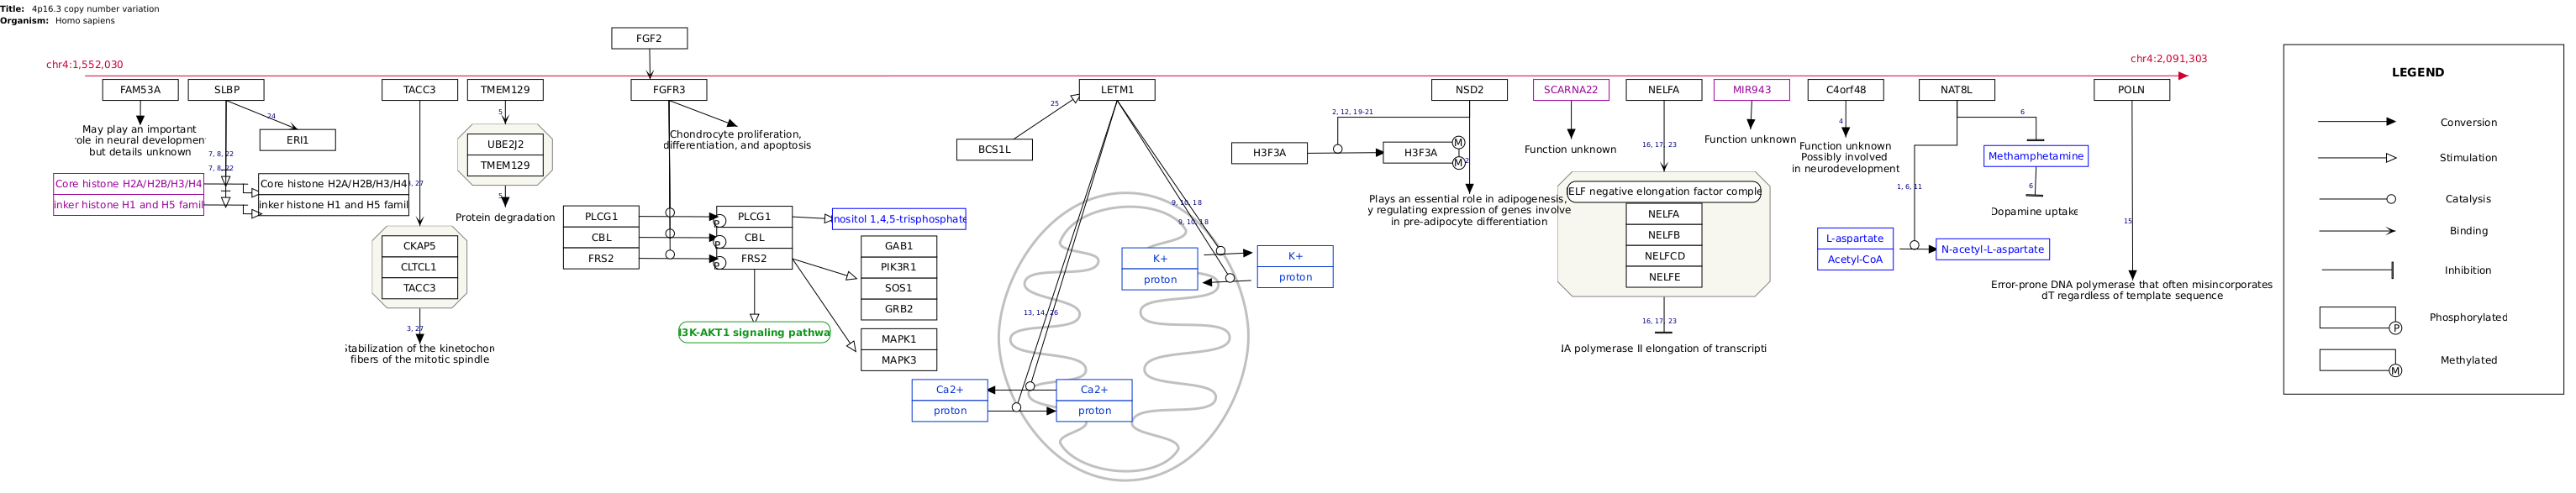 Title: 4p16.3 copy number variation
Organism: Homo sapiens
FGF2
chr4:1,552,030
chr4:2,091,303
FAM53A
SLBP
TACC3
TMEM129
FGFR3
LETM1
NSD2
SCARNA22
NELFA
MIR943
C4orf48
NAT8L
POLN
May play an important
role in neural development
but details unknown
24
ERI1
7, 8, 22
7, 8, 22
Core histone H2A/H2B/H3/H4
inker histone H1 and H5 famil
Core histone H2A/H2B/H3/H4
inker histone H1 and H5 famil
3, 27
CKAP5
CLTCL1
TACC3
3, 27
Stabilization of the kinetochore
fibers of the mitotic spindle
5
UBE2J2
TMEM129
5
Protein degradation
Chondrocyte proliferation,
differentiation, and apoptosis
PLCG1
CBL
FRS2
PLCG1
CBL
FRS2
P
P
P
Inositol 1,4,5-trisphosphate
GAB1
PIK3R1
SOS1
GRB2
MAPK1
MAPK3
I3K-AKT1 signaling pathwa
25
BCS1L
9, 10, 18
9, 10, 18
K+
proton
K+
proton
13, 14, 26
Ca2+
proton
Ca2+
proton
2, 12, 19-21
H3F3A
H3F3A
M
M
2
Plays an essential role in adipogenesis,
y regulating expression of genes involve
in pre-adipocyte differentiation
Function unknown
16, 17, 23
ELF negative elongation factor comple
NELFA
NELFB
NELFCD
NELFE
16, 17, 23
NA polymerase II elongation of transcripti
Function unknown
4
Function unknown
Possibly involved
in neurodevelopment
6
Methamphetamine
6
Dopamine uptake
1, 6, 11
L-aspartate
Acetyl-CoA
N-acetyl-L-aspartate
15
Error-prone DNA polymerase that often misincorporates
dT regardless of template sequence
LEGEND
Conversion
Stimulation
Catalysis
Binding
Inhibition
P
Phosphorylated
M
Methylated